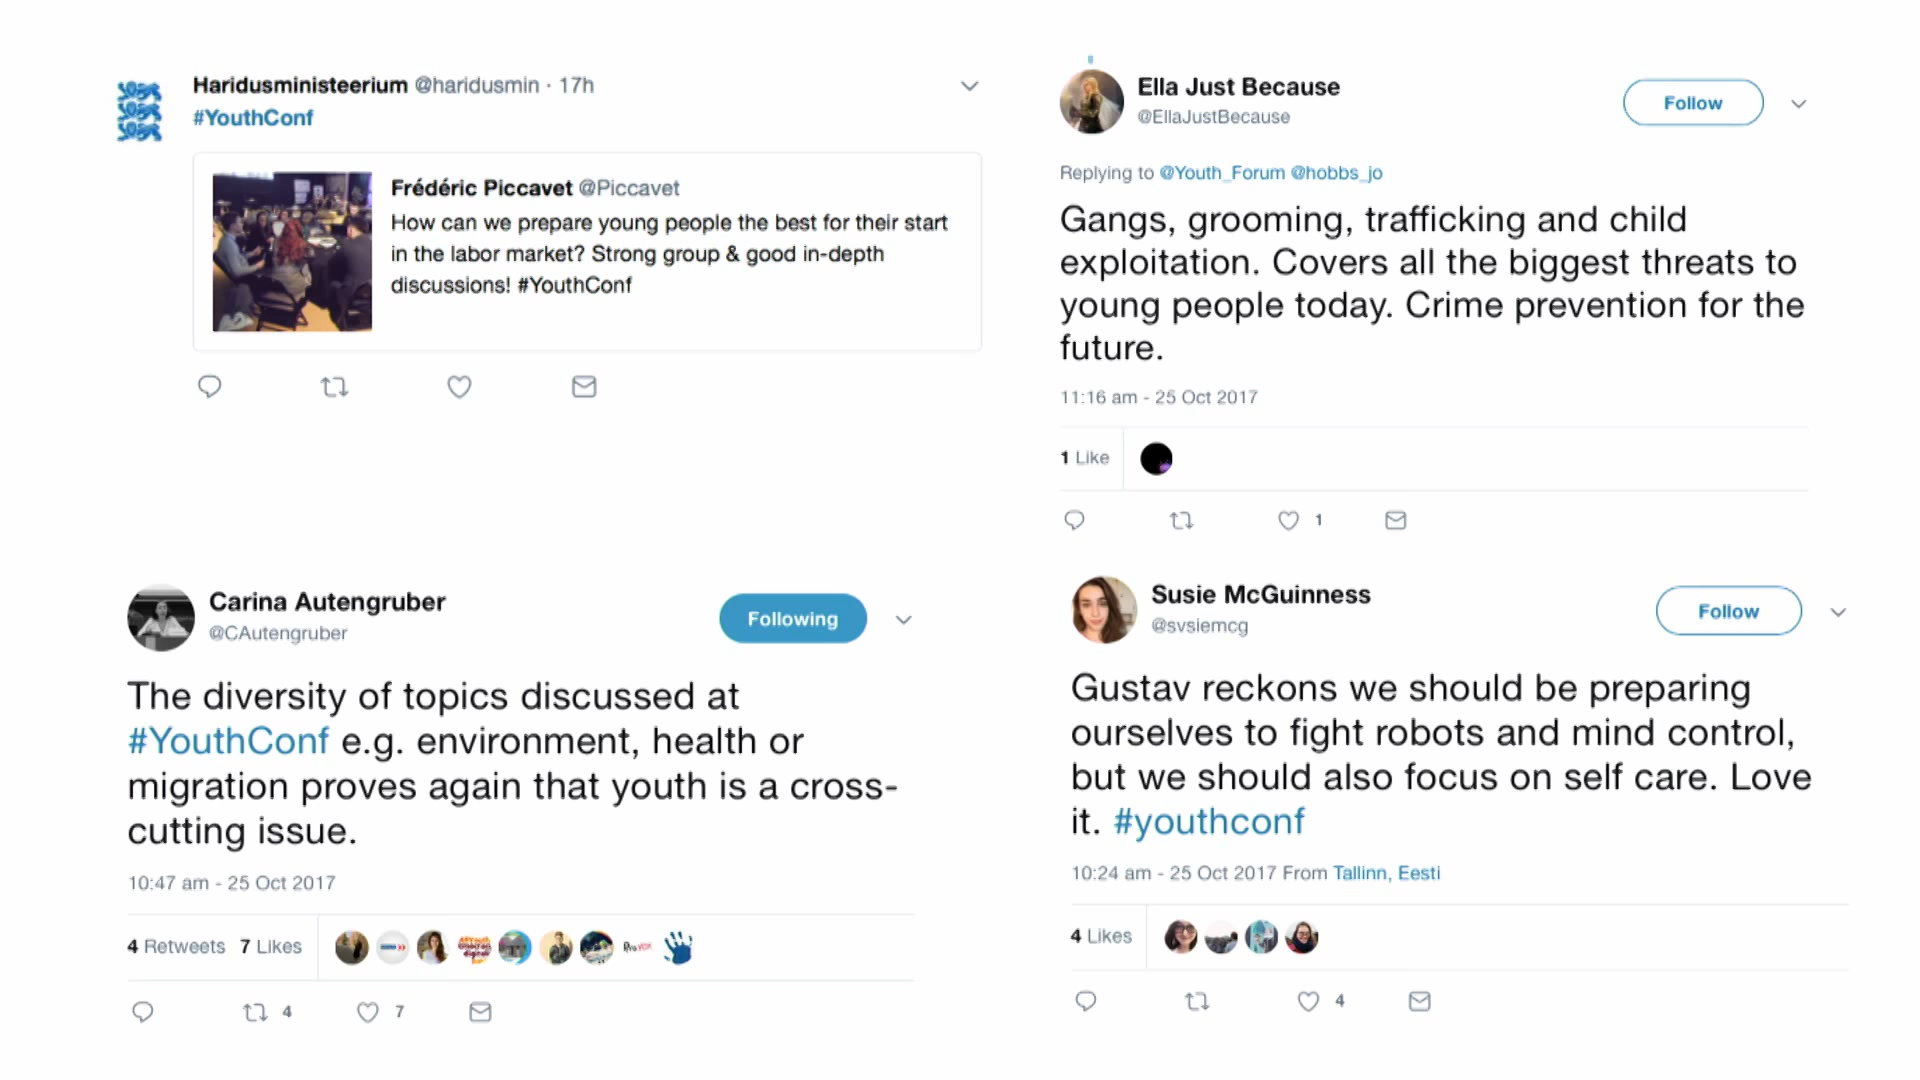 Haridusministeerium @haridusmin · 17h
#YouthConf
Frédéric Piccavet @Piccavet
How can we prepare young people the best for their start
in the labor market? Strong group & good in-depth
discussions! #YouthConf
Ella Just Because
@EllaJustBecause
Follow
Replying to @Youth_Forum @hobbs_jo
Gangs, grooming, trafficking and child
exploitation. Covers all the biggest threats to
young people today. Crime prevention for the
future.
11:16 am - 25 Oct 2017
1 Like
1
Carina Autengruber
@CAutengruber
Following
The diversity of topics discussed at
#YouthConf e.g. environment, health or
migration proves again that youth is a cross-
cutting issue.
10:47 am - 25 Oct 2017
4 Retweets 7 Likes
4 7
Susie McGuinness
@svsiemcg
Follow
Gustav reckons we should be preparing
ourselves to fight robots and mind control,
but we should also focus on self care. Love
it. #youthconf
10:24 am - 25 Oct 2017 From Tallinn, Eesti
4 Likes
4